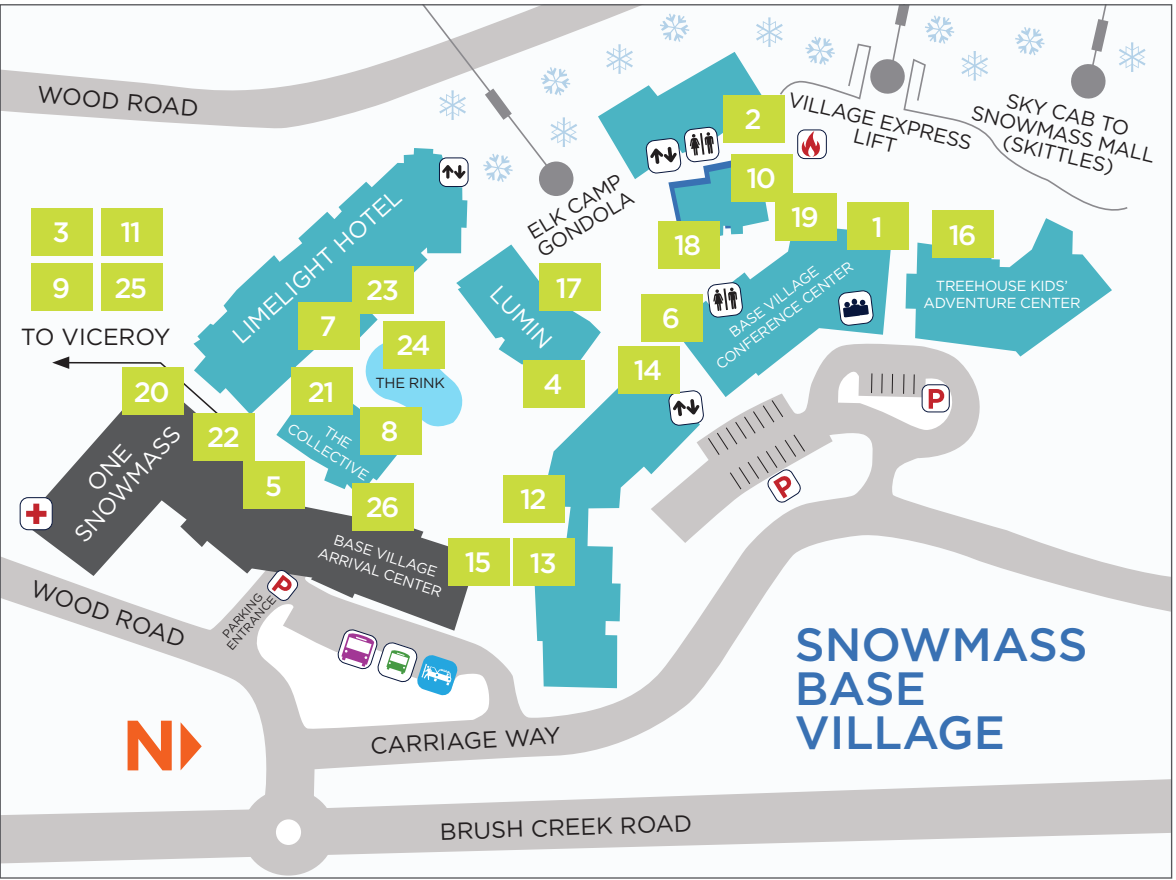 WOOD ROAD
VILLAGE EXPRESS
LIFT
SKY CAB TO
SNOWMASS MALL
(SKITTLES)
ELK CAMP
GONDOLA
2
10
19
1
16
18
3
11
9
25
TO VICEROY
LIMELIGHT HOTEL
23
7
24
THE RINK
LUMIN
17
4
6
14
BASE VILLAGE
CONFERENCE CENTER
TREEHOUSE KIDS'
ADVENTURE CENTER
P
P
20
22
5
21
8
THE
COLLECTIVE
26
ONE
SNOWMASS
BASE VILLAGE
ARRIVAL CENTER
12
15
13
WOOD ROAD
PARKING
ENTRANCE
P
SNOWMASS
BASE
VILLAGE
N
CARRIAGE WAY
BRUSH CREEK ROAD